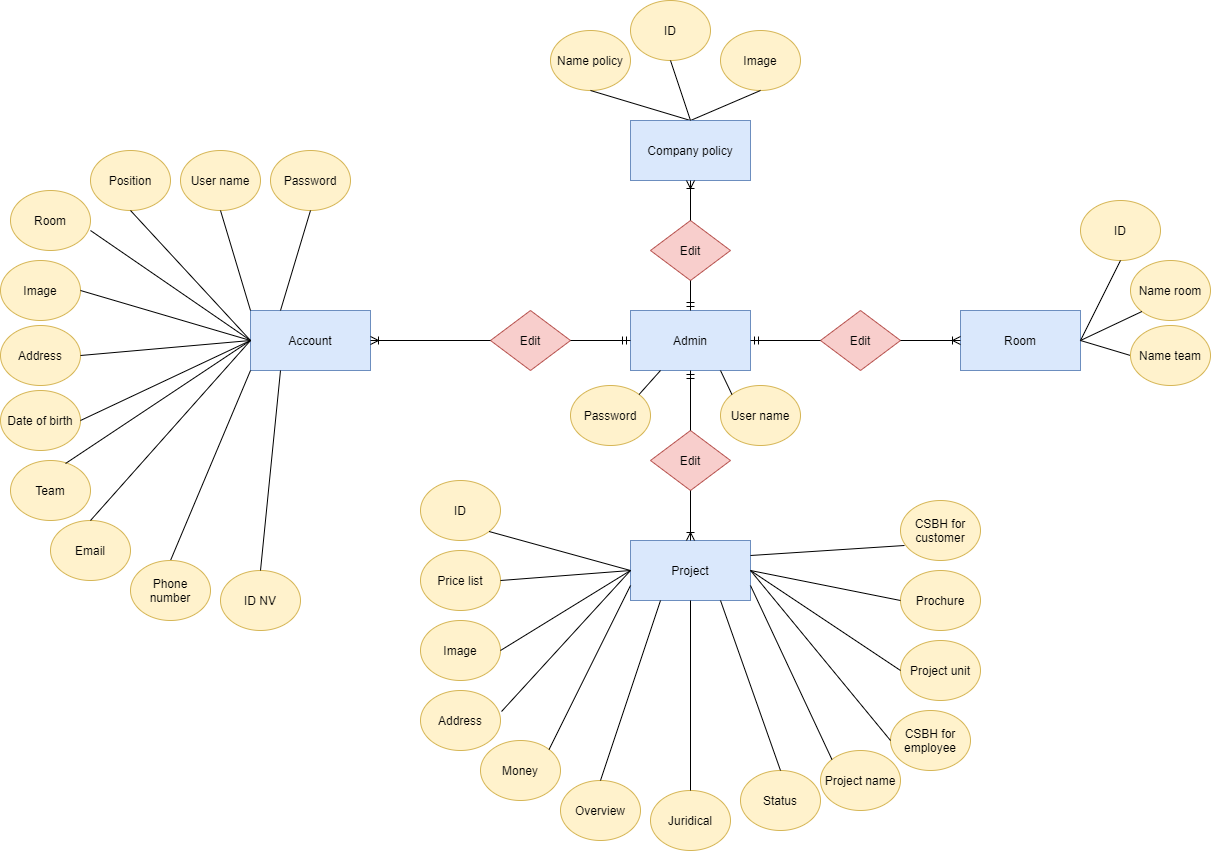 ID
Name policy
Image
Company policy
Position
User name
Password
Room
Image
Address
Date of birth
Team
Email
Phone
number
ID NV
Account
Edit
Edit
Admin
Edit
Room
ID
Name room
Name team
Password
User name
Edit
Project
ID
Price list
Image
Address
Money
Overview
Juridical
Status
Project name
CSBH for
employee
Project unit
Prochure
CSBH for
customer